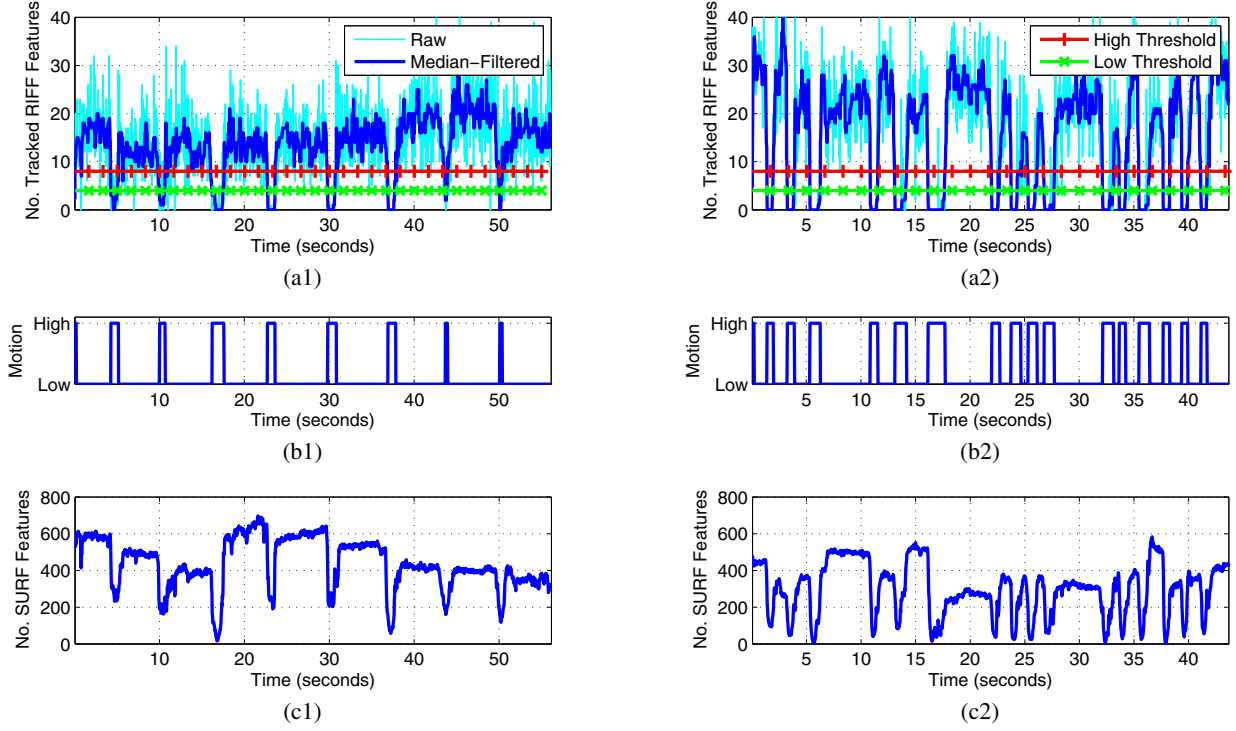 No. Tracked RIFF Features
40
30
20
10
0
Raw
Median−Filtered
10 20 30 40 50
Time (seconds)
(a1)
No. Tracked RIFF Features
40
30
20
10
0
High Threshold
Low Threshold
5 10 15 20 25 30 35 40
Time (seconds)
(a2)
Motion
High
Low
10 20 30 40 50
Time (seconds)
(b1)
Motion
High
Low
5 10 15 20 25 30 35 40
Time (seconds)
(b2)
No. SURF Features
800
600
400
200
0
10 20 30 40 50
Time (seconds)
(c1)
No. SURF Features
800
600
400
200
0
5 10 15 20 25 30 35 40
Time (seconds)
(c2)